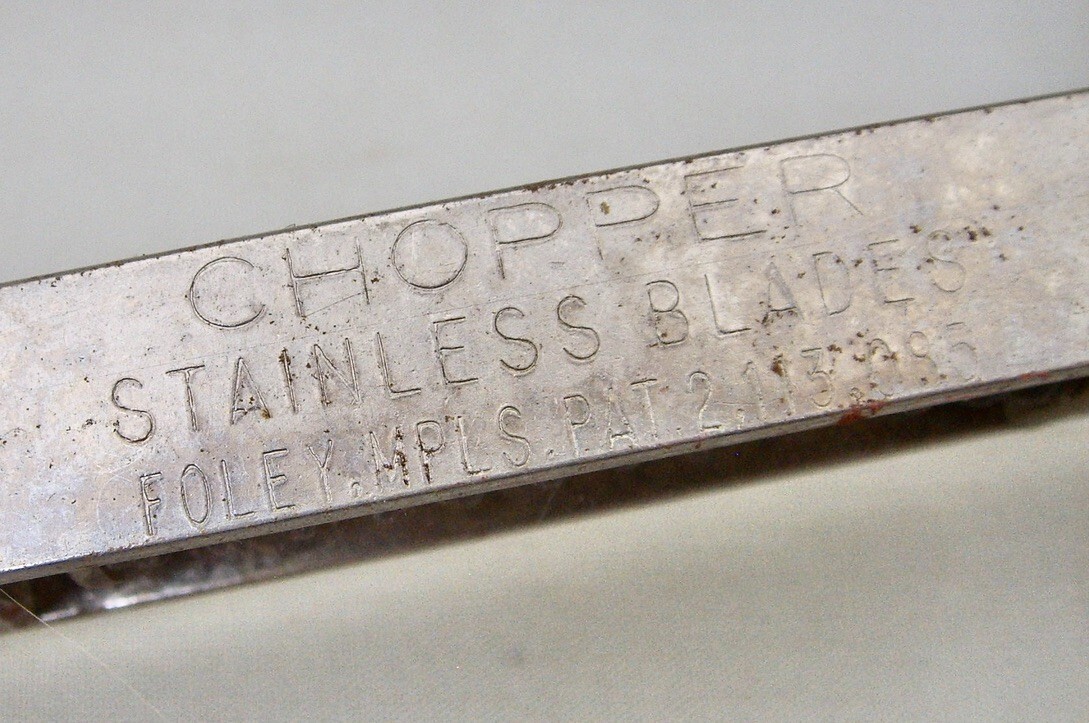 CHOPPER
STAINLESS BLADES
FOLEY.MPLS.PAT.2,113,085